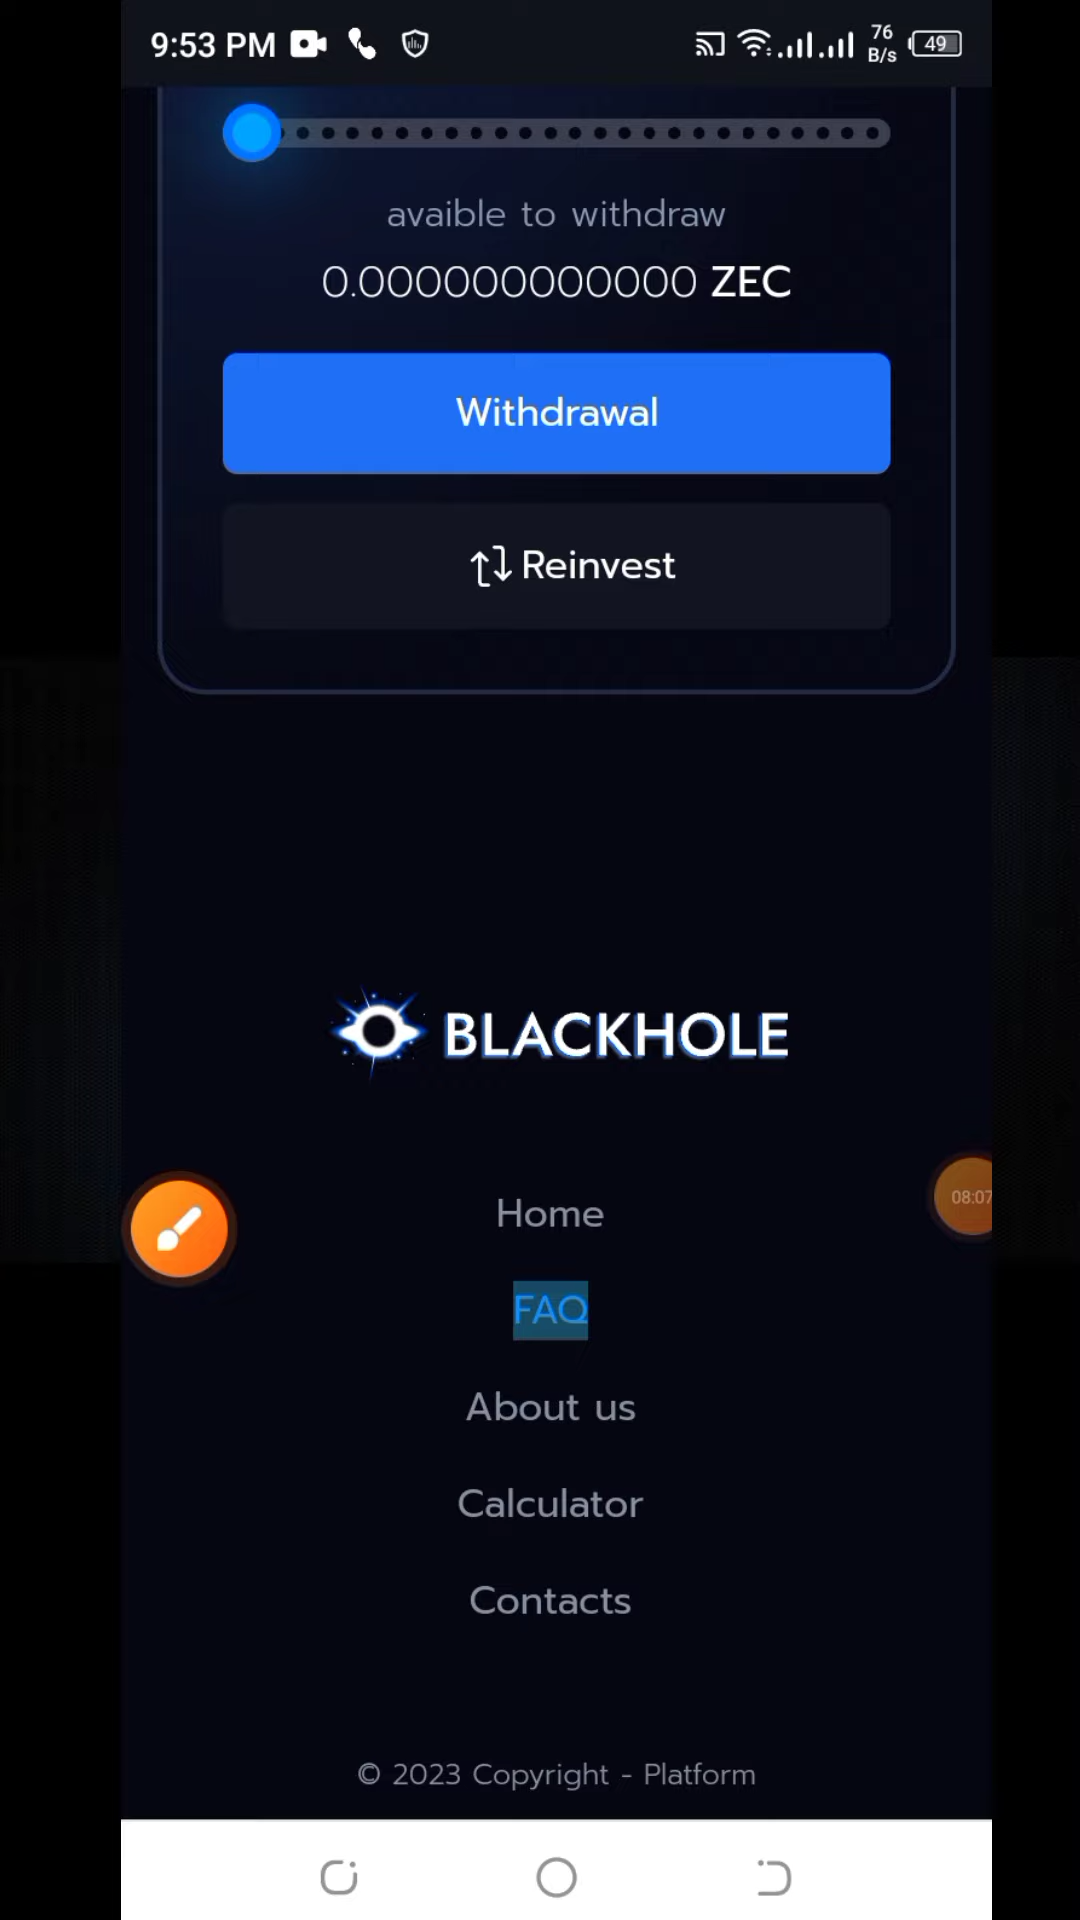 9:53 PM
76
B/s
49
avaible to withdraw
0.000000000000 ZEC
Withdrawal
Reinvest
BLACKHOLE
Home
08:07
FAQ
About us
Calculator
Contacts
© 2023 Copyright - Platform